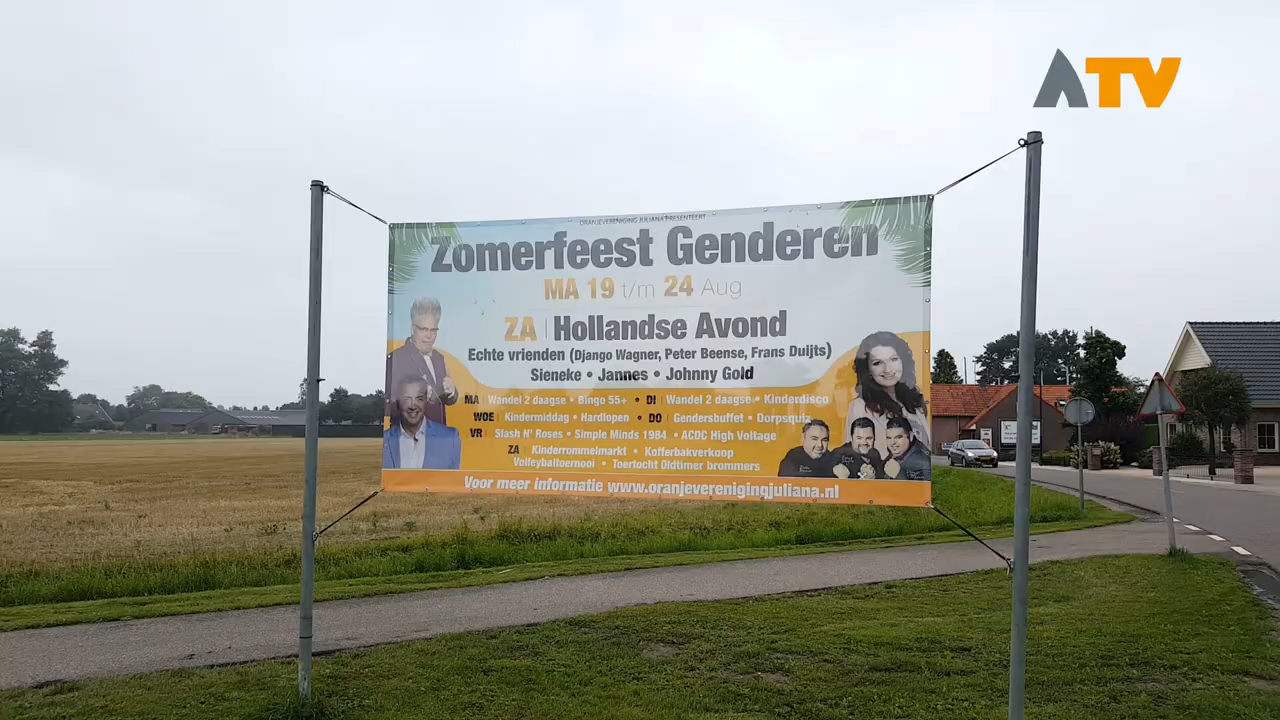 ATV
ORANJEVERENIGING JULIANA PRESENTEERT
Zomerfeest Genderen
MA 19 t/m 24 Aug
ZA | Hollandse Avond
Echte vrienden (Django Wagner, Peter Beense, Frans Duijts)
Sieneke • Jannes • Johnny Gold
MA | Wandel 2 daagse • Bingo 55+ • DI | Wandel 2 daagse • Kinderdisco
WOE | Kindermiddag • Hardlopen • DO | Gendersbuffet • Dorpsquiz
VR | Slash N' Roses • Simple Minds 1984 • ACDC High Voltage
ZA | Kinderrommelmarkt • Kofferbakverkoop
Volleybaltoernooi • Toertocht Oldtimer brommers
Voor meer informatie www.oranjeverenigingjuliana.nl